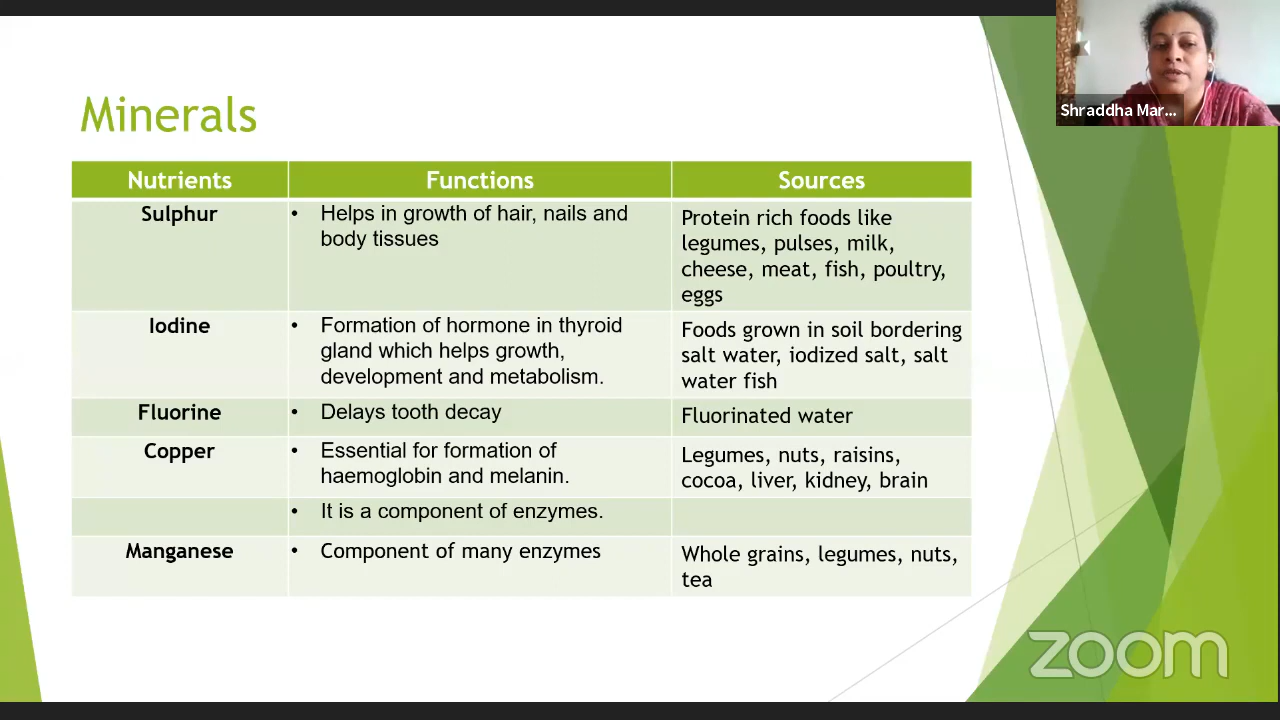 Shraddha Mar...
Minerals
Nutrients
Functions
Sources
Sulphur
• Helps in growth of hair, nails and
body tissues
Protein rich foods like
legumes, pulses, milk,
cheese, meat, fish, poultry,
eggs
Iodine
• Formation of hormone in thyroid
gland which helps growth,
development and metabolism.
Foods grown in soil bordering
salt water, iodized salt, salt
water fish
Fluorine
• Delays tooth decay
Fluorinated water
Copper
• Essential for formation of
haemoglobin and melanin.
Legumes, nuts, raisins,
cocoa, liver, kidney, brain
• It is a component of enzymes.
Manganese
• Component of many enzymes
Whole grains, legumes, nuts,
tea
zoom